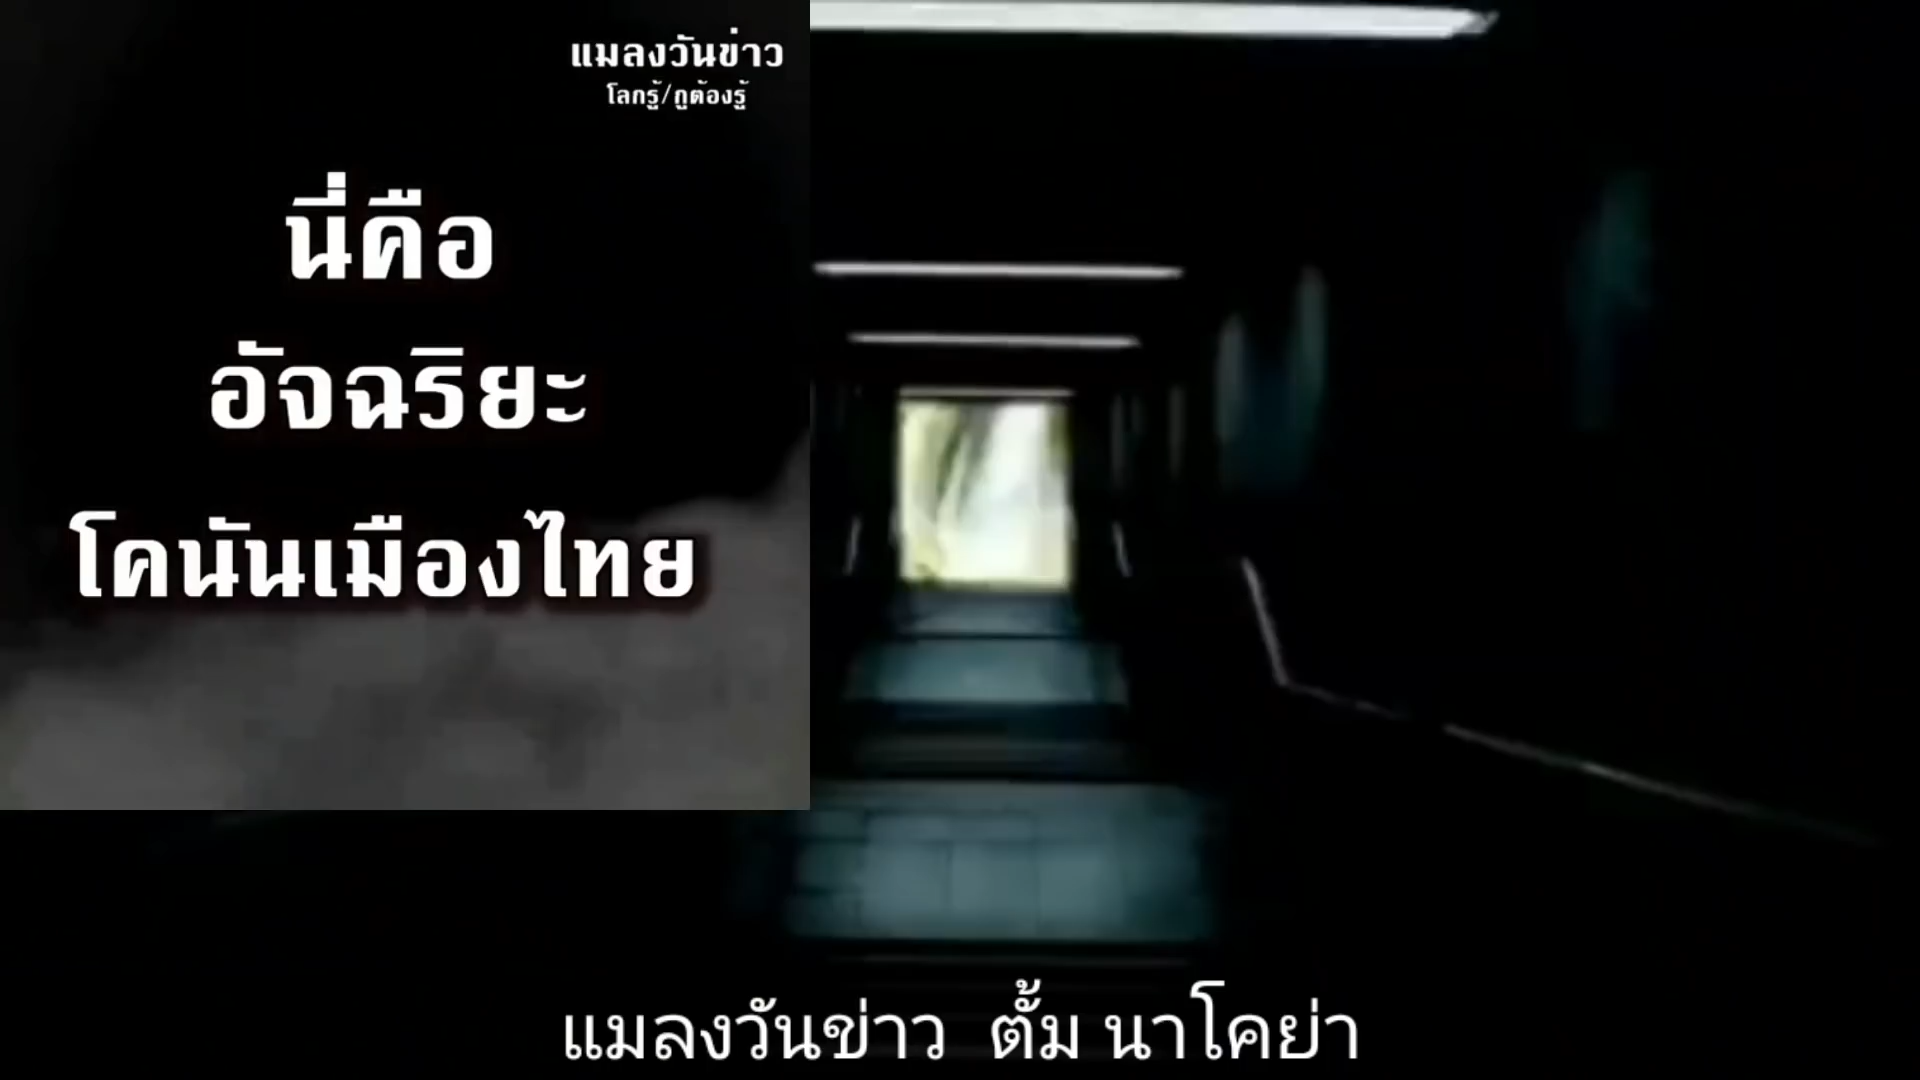 แมลงวันข่าว
โลกรู้/กูต้องรู้
นี่คือ
อัจฉริยะ
โคนันเมืองไทย
แมลงวันข่าว ตั้ม นาโคย่า